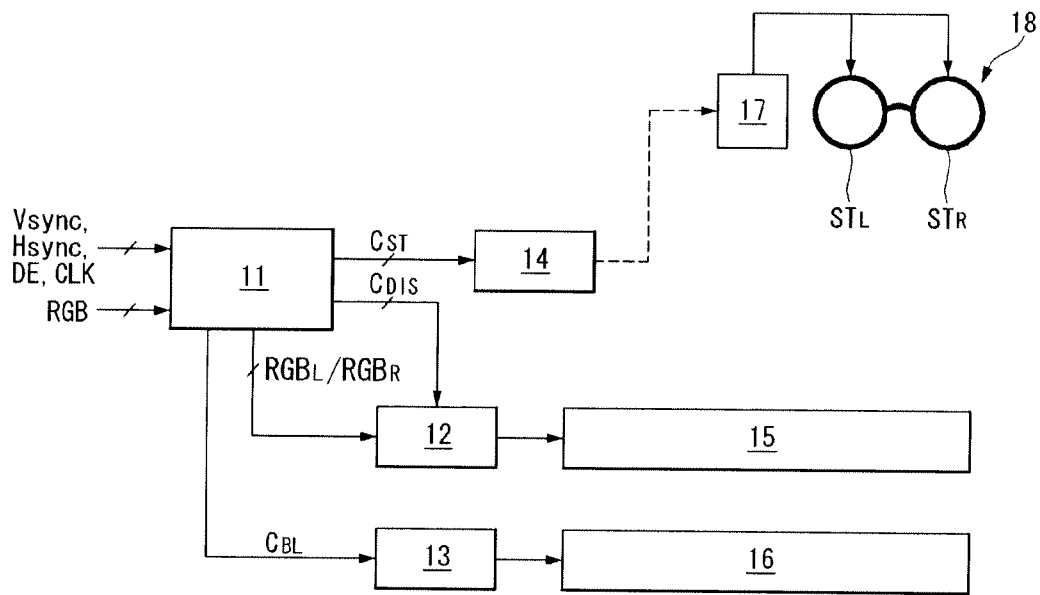 18
17
STL
STR
Vsync,
Hsync,
DE, CLK
RGB
11
CST
14
CDIS
RGBL/RGBR
12
15
CBL
13
16